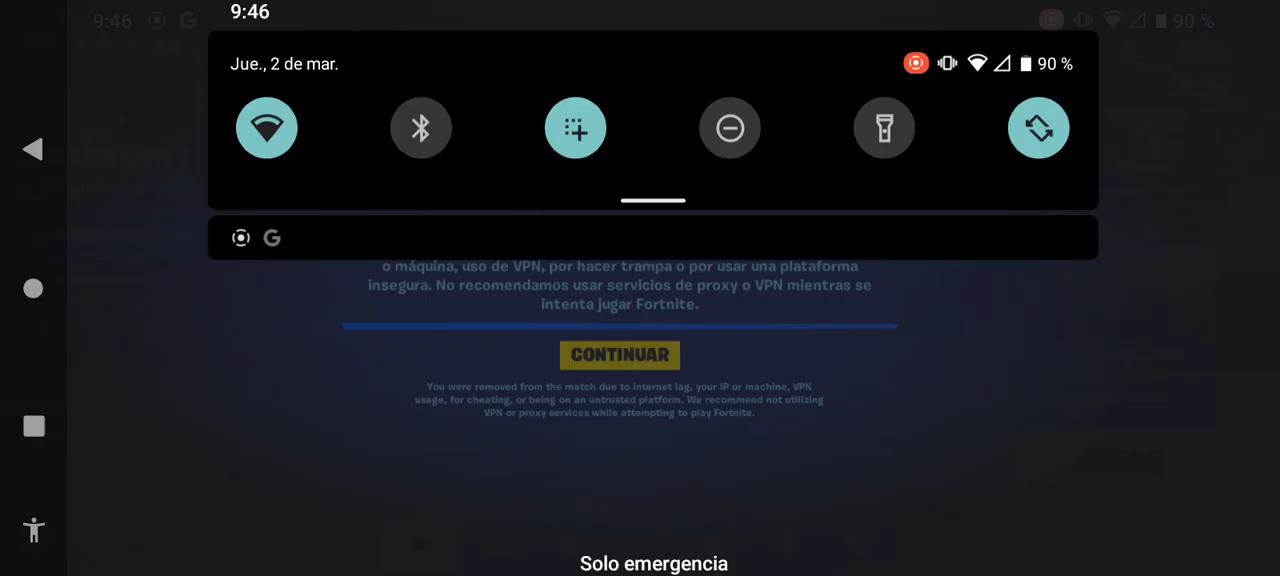 9:46
9:46
90 %
Jue., 2 de mar.
90 %
G
o máquina, uso de VPN, por hacer trampa o por usar una plataforma
insegura. No recomendamos usar servicios de proxy o VPN mientras se
intenta jugar Fortnite.
CONTINUAR
You were removed from the match due to internet lag, your IP or machine, VPN
usage, for cheating, or being on an untrusted platform. We recommend not utilizing
VPN or proxy services while attempting to play Fortnite.
Solo emergencia